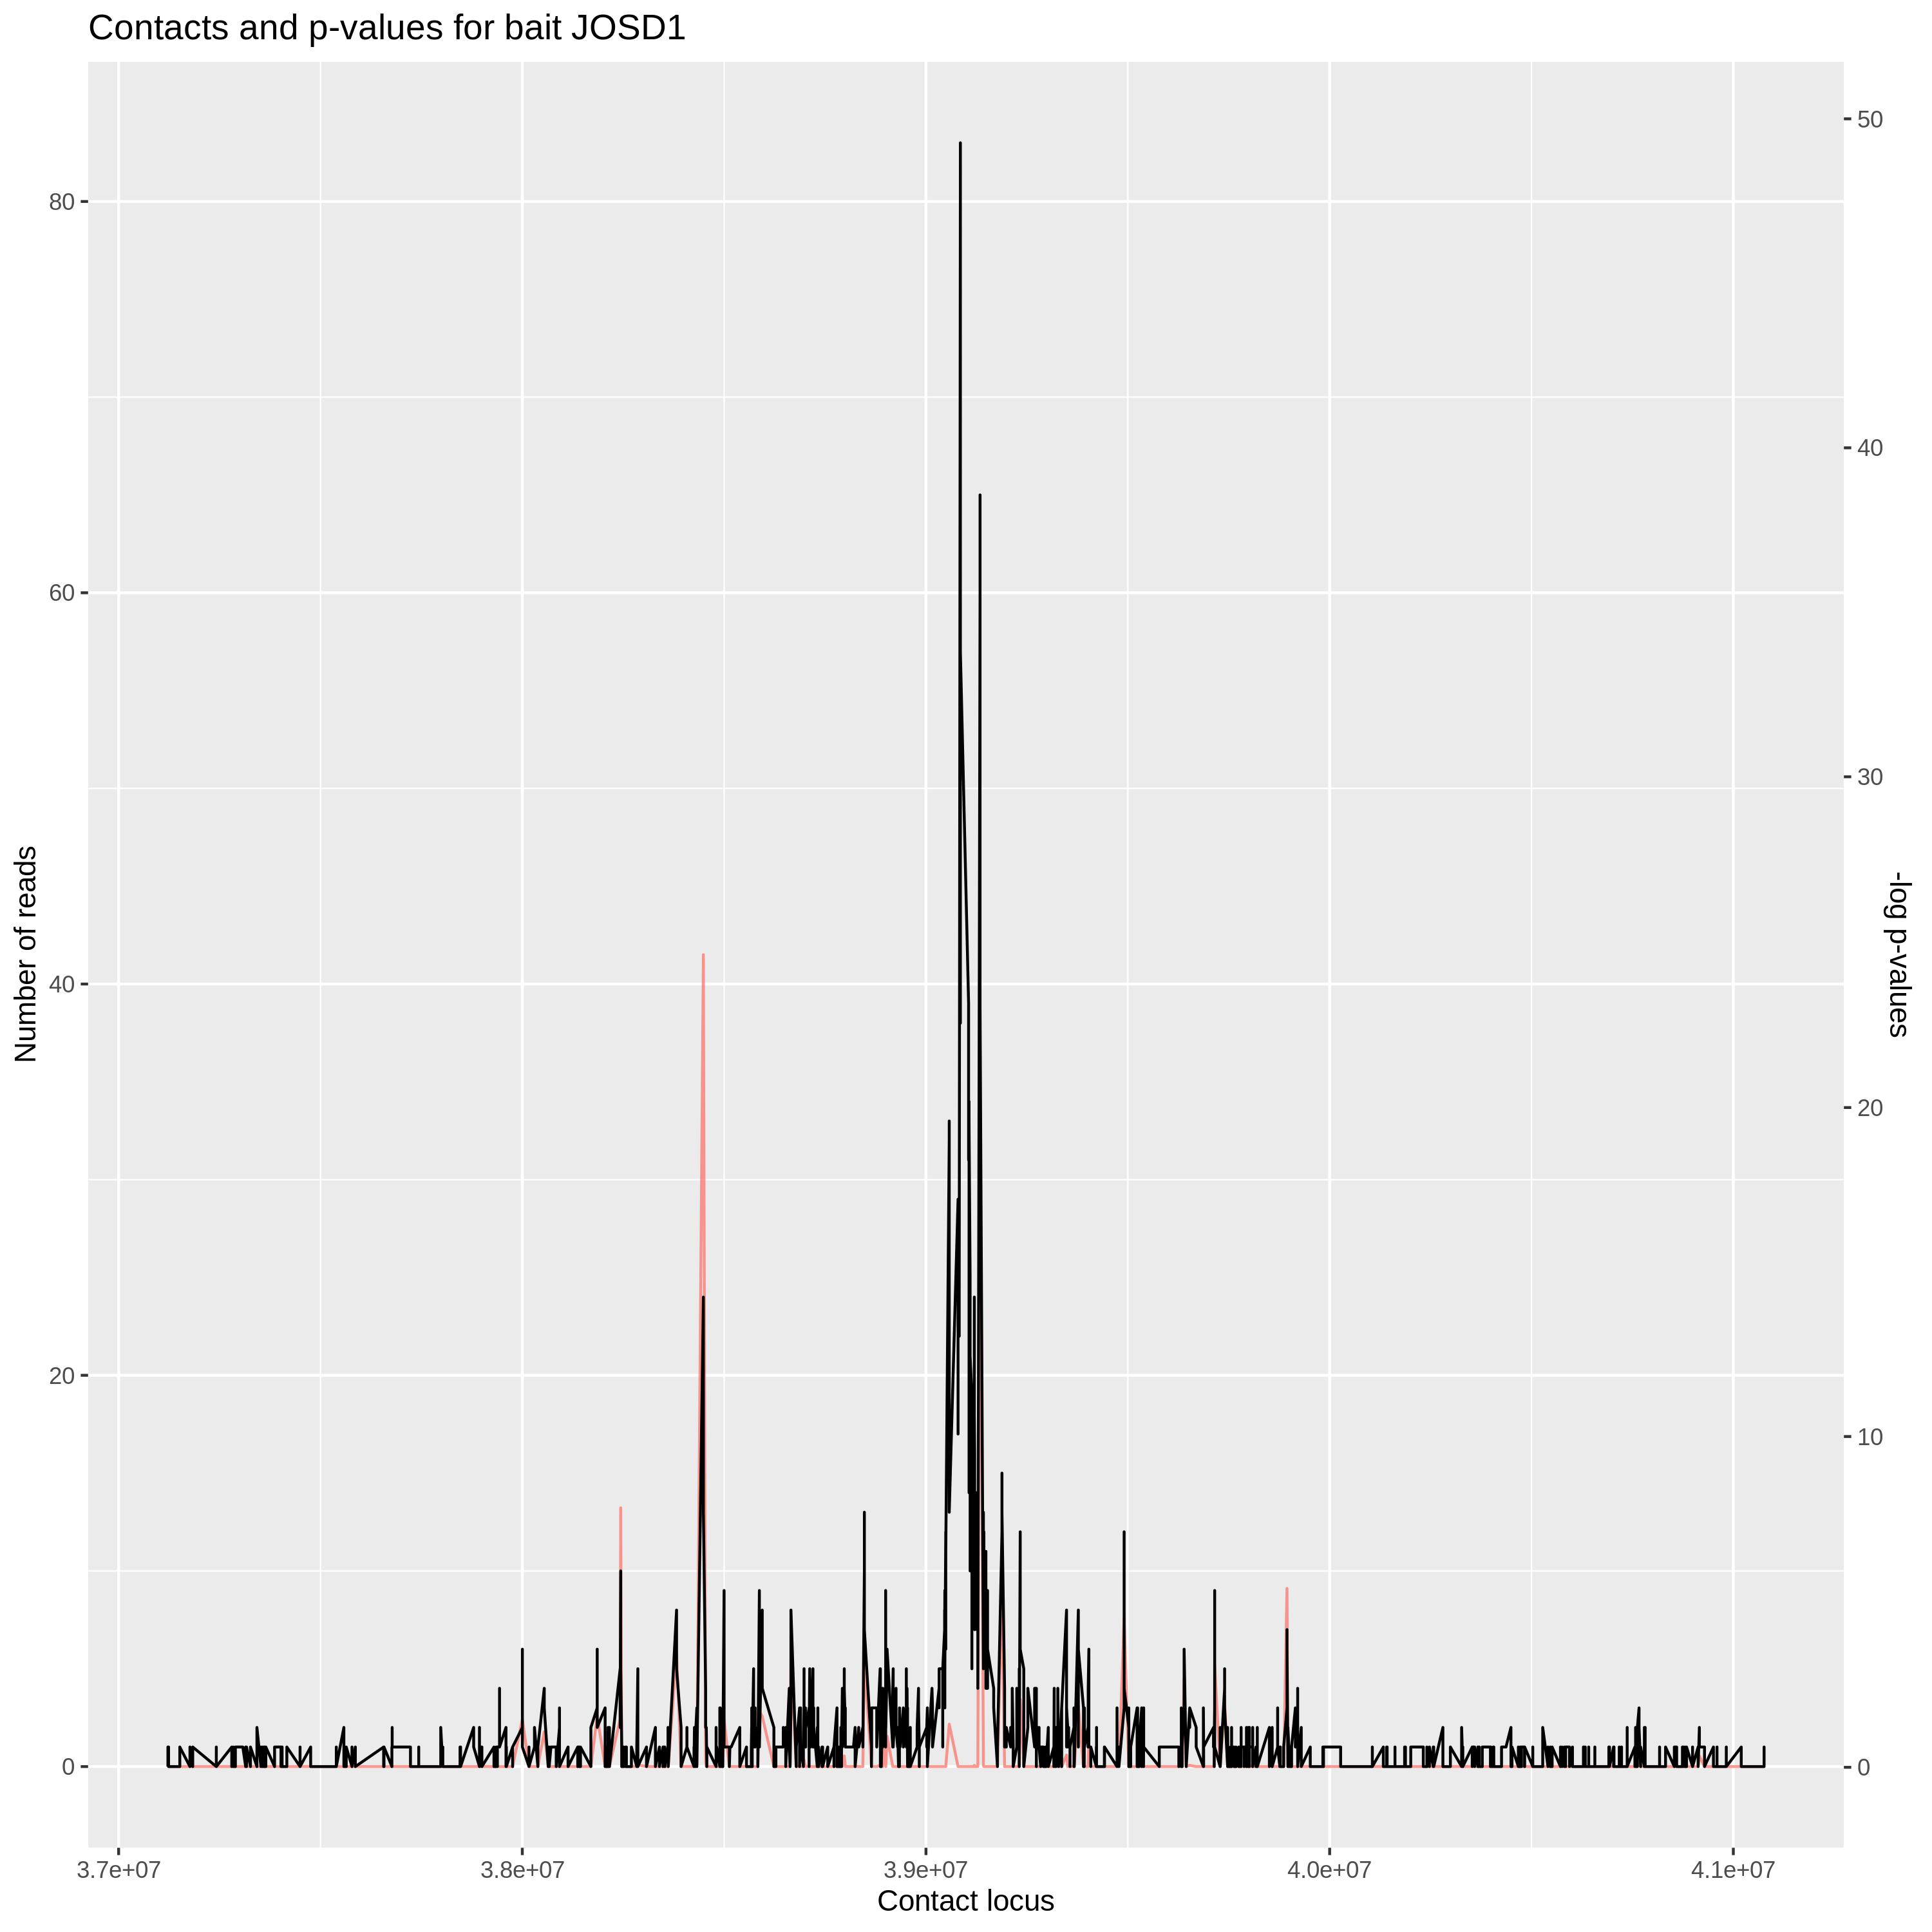 Contacts and p-values for bait JOSD1
80
60
40
20
0
Number of reads
50
40
30
20
10
0
-log p-values
3.7e+07 3.8e+07 3.9e+07 4.0e+07 4.1e+07
Contact locus